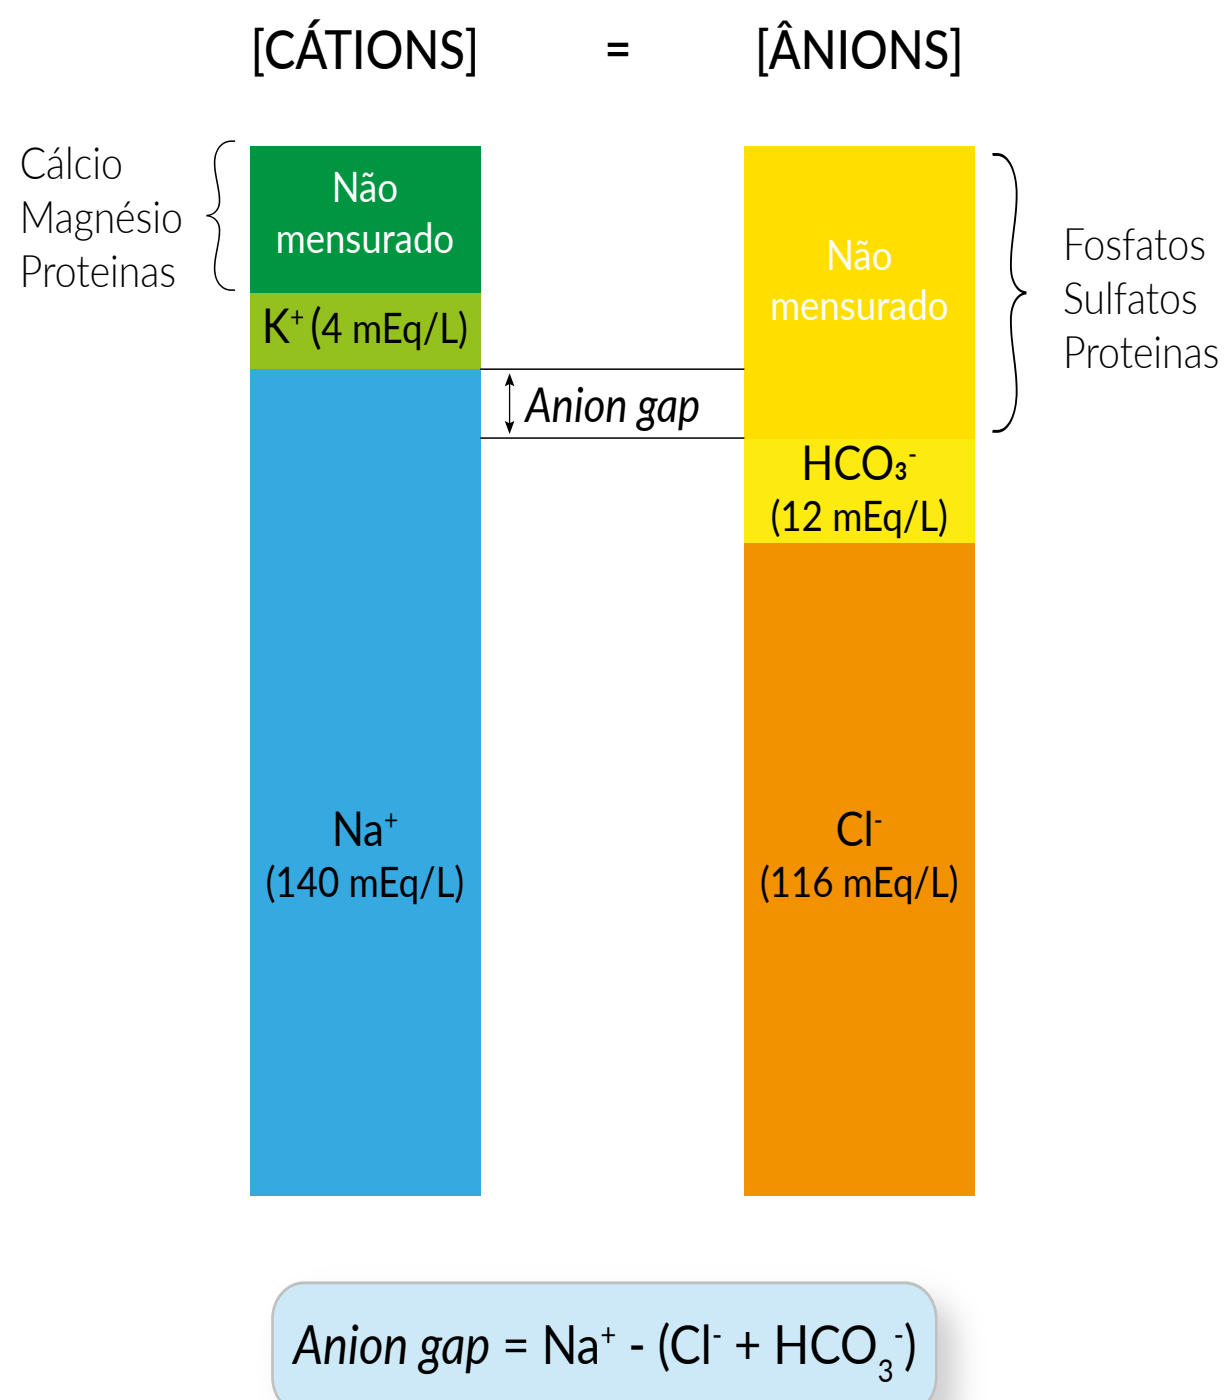 [CÁTIONS] = [ÂNIONS]
Cálcio
Magnésio
Proteinas
Não
mensurado
K⁺ (4 mEq/L)
Na⁺
(140 mEq/L)
Anion gap
Não
mensurado
HCO₃⁻
(12 mEq/L)
Cl⁻
(116 mEq/L)
Fosfatos
Sulfatos
Proteinas
Anion gap = Na⁺ - (Cl⁻ + HCO₃⁻)